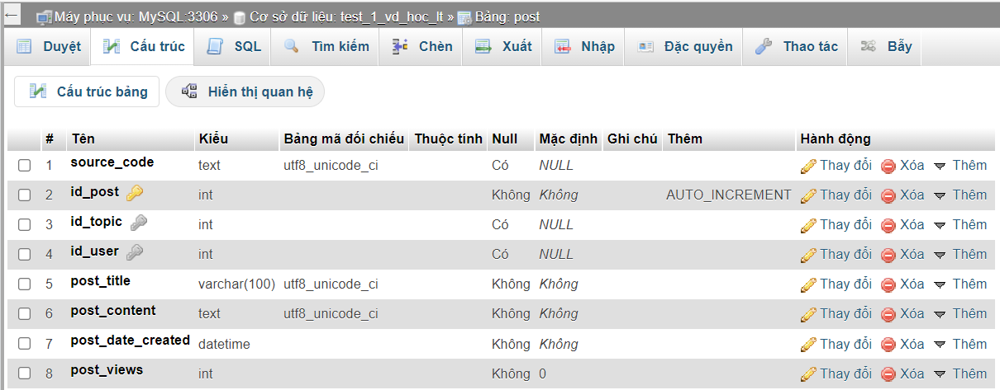 Máy phục vụ: MySQL:3306 » Cơ sở dữ liệu: test_1_vd_hoc_lt » Bảng: post
Duyệt Cấu trúc SQL Tìm kiếm Chèn Xuất Nhập Đặc quyền Thao tác Bẫy
Cấu trúc bảng Hiển thị quan hệ
# Tên Kiểu Bảng mã đối chiếu Thuộc tính Null Mặc định Ghi chú Thêm Hành động
1 source_code text utf8_unicode_ci Có NULL Thay đổi Xóa Thêm
2 id_post int Không Không AUTO_INCREMENT Thay đổi Xóa Thêm
3 id_topic int Có NULL Thay đổi Xóa Thêm
4 id_user int Có NULL Thay đổi Xóa Thêm
5 post_title varchar(100) utf8_unicode_ci Không Không Thay đổi Xóa Thêm
6 post_content text utf8_unicode_ci Không Không Thay đổi Xóa Thêm
7 post_date_created datetime Không Không Thay đổi Xóa Thêm
8 post_views int Không 0 Thay đổi Xóa Thêm